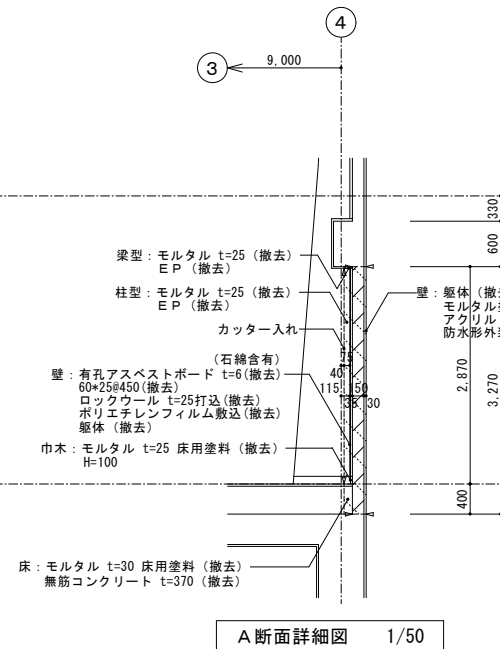 4
3
9,000
330
600
梁型：モルタル t=25（撤去）
ＥＰ（撤去）
柱型：モルタル t=25（撤去）
ＥＰ（撤去）
壁：躯体（撤
モルタル
アクリル
防水形外
カッター入れ
（石綿含有）
75
壁：有孔アスベストボード t=6(撤去)
40
60*25@450(撤去)
115
150
ロックウール t=25打込(撤去)
35
30
ポリエチレンフィルム敷込(撤去)
躯体（撤去）
2,870
3,270
巾木：モルタル t=25 床用塗料（撤去）
H=100
400
床：モルタル t=30 床用塗料（撤去）
無筋コンクリート t=370（撤去）
Ａ断面詳細図 1/50